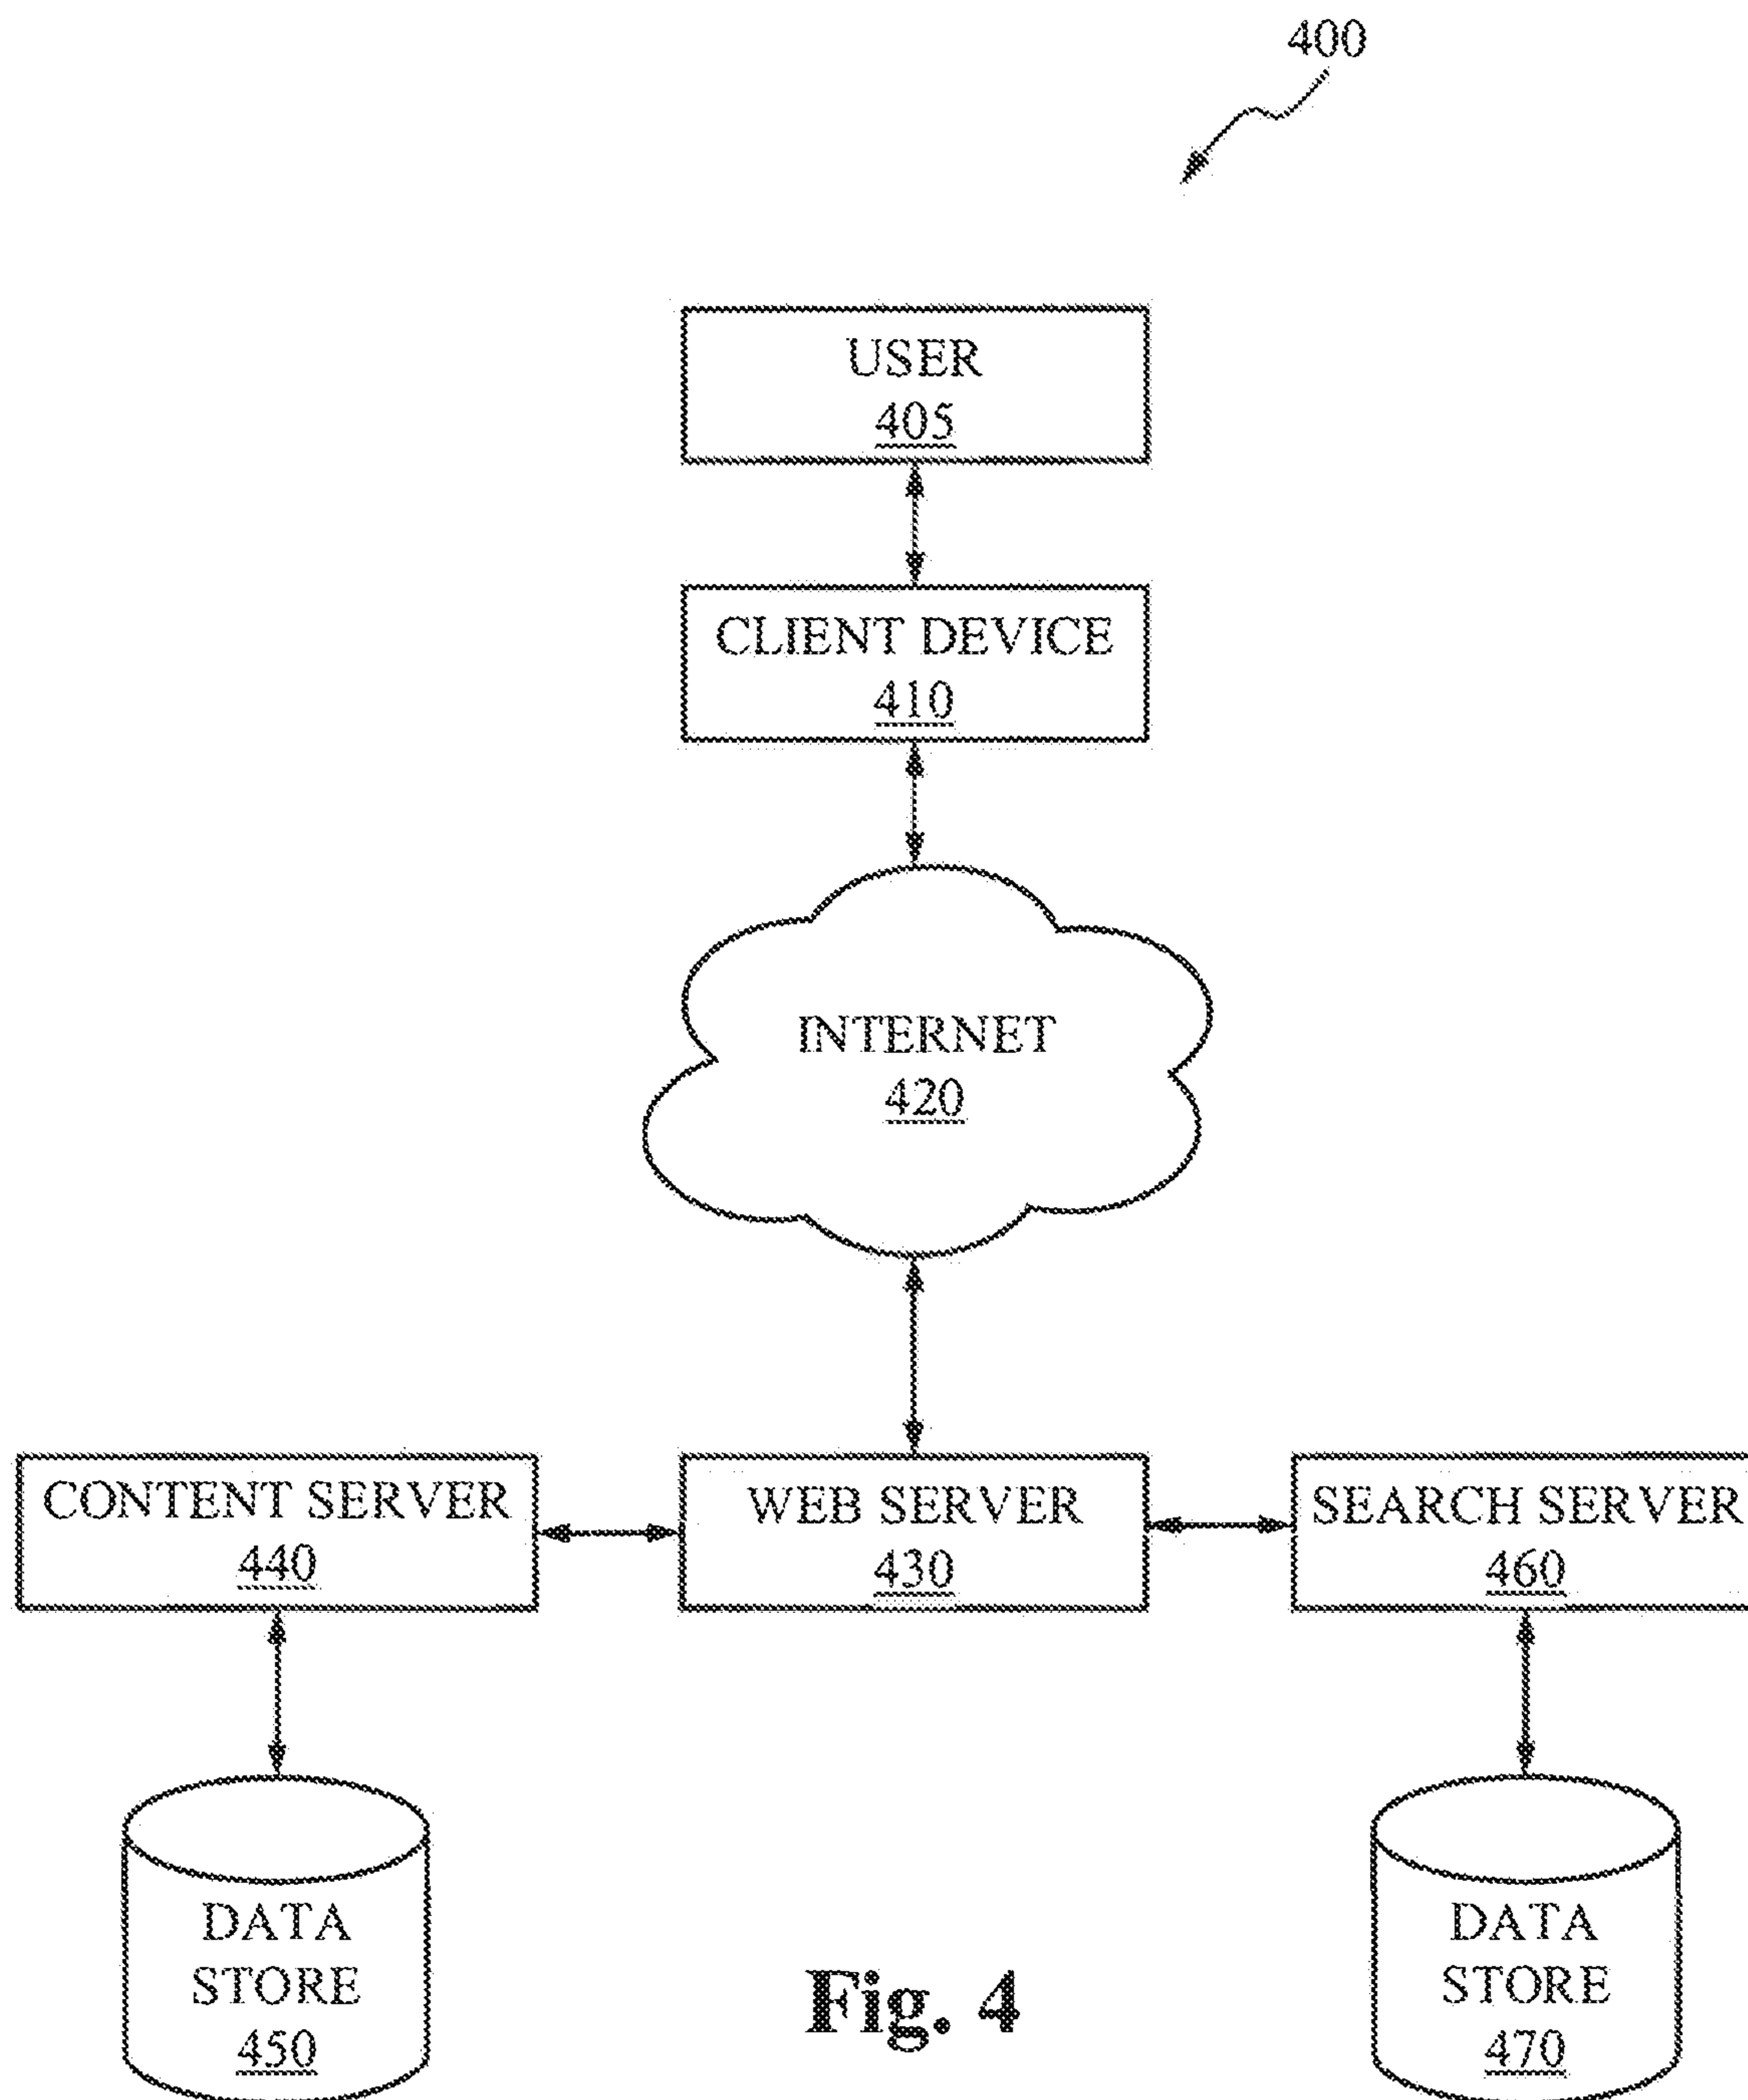 400
USER
405
CLIENT DEVICE
410
INTERNET
420
CONTENT SERVER
440
WEB SERVER
430
SEARCH SERVER
460
DATA
STORE
450
DATA
STORE
470
Fig. 4